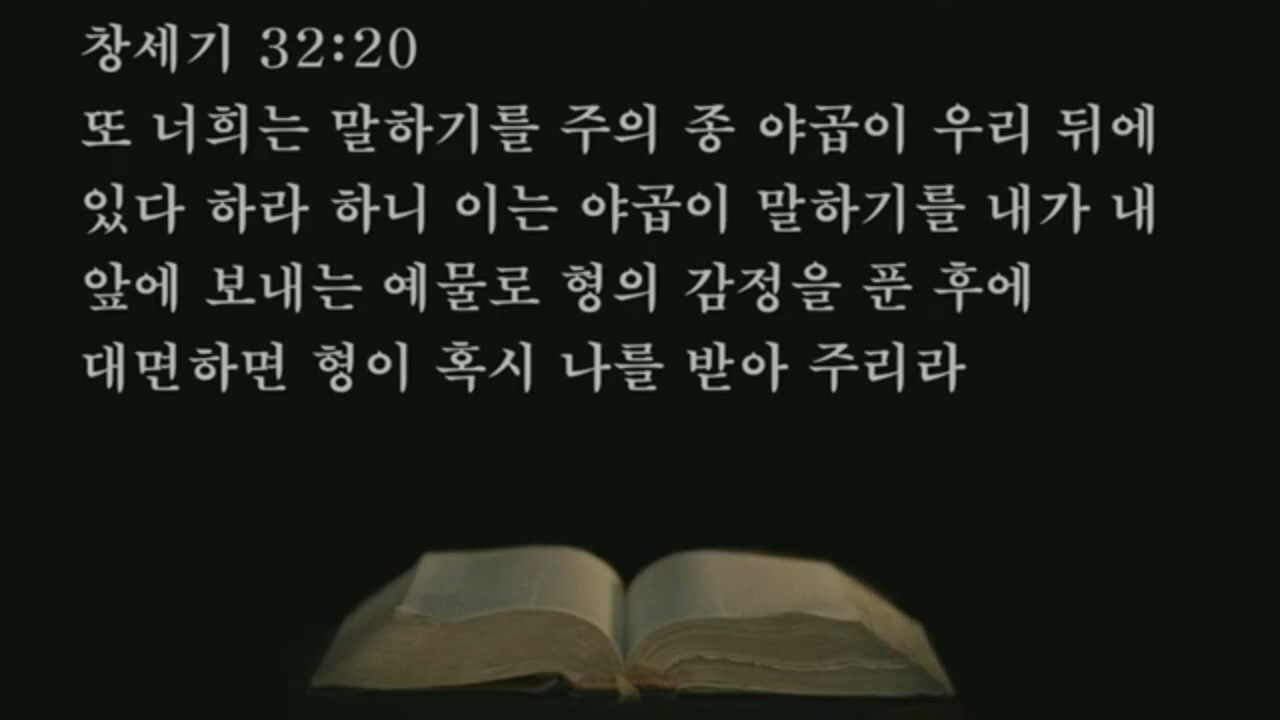 창세기 32:20
또 너희는 말하기를 주의 종 야곱이 우리 뒤에
있다 하라 하니 이는 야곱이 말하기를 내가 내
앞에 보내는 예물로 형의 감정을 푼 후에
대면하면 형이 혹시 나를 받아 주리라